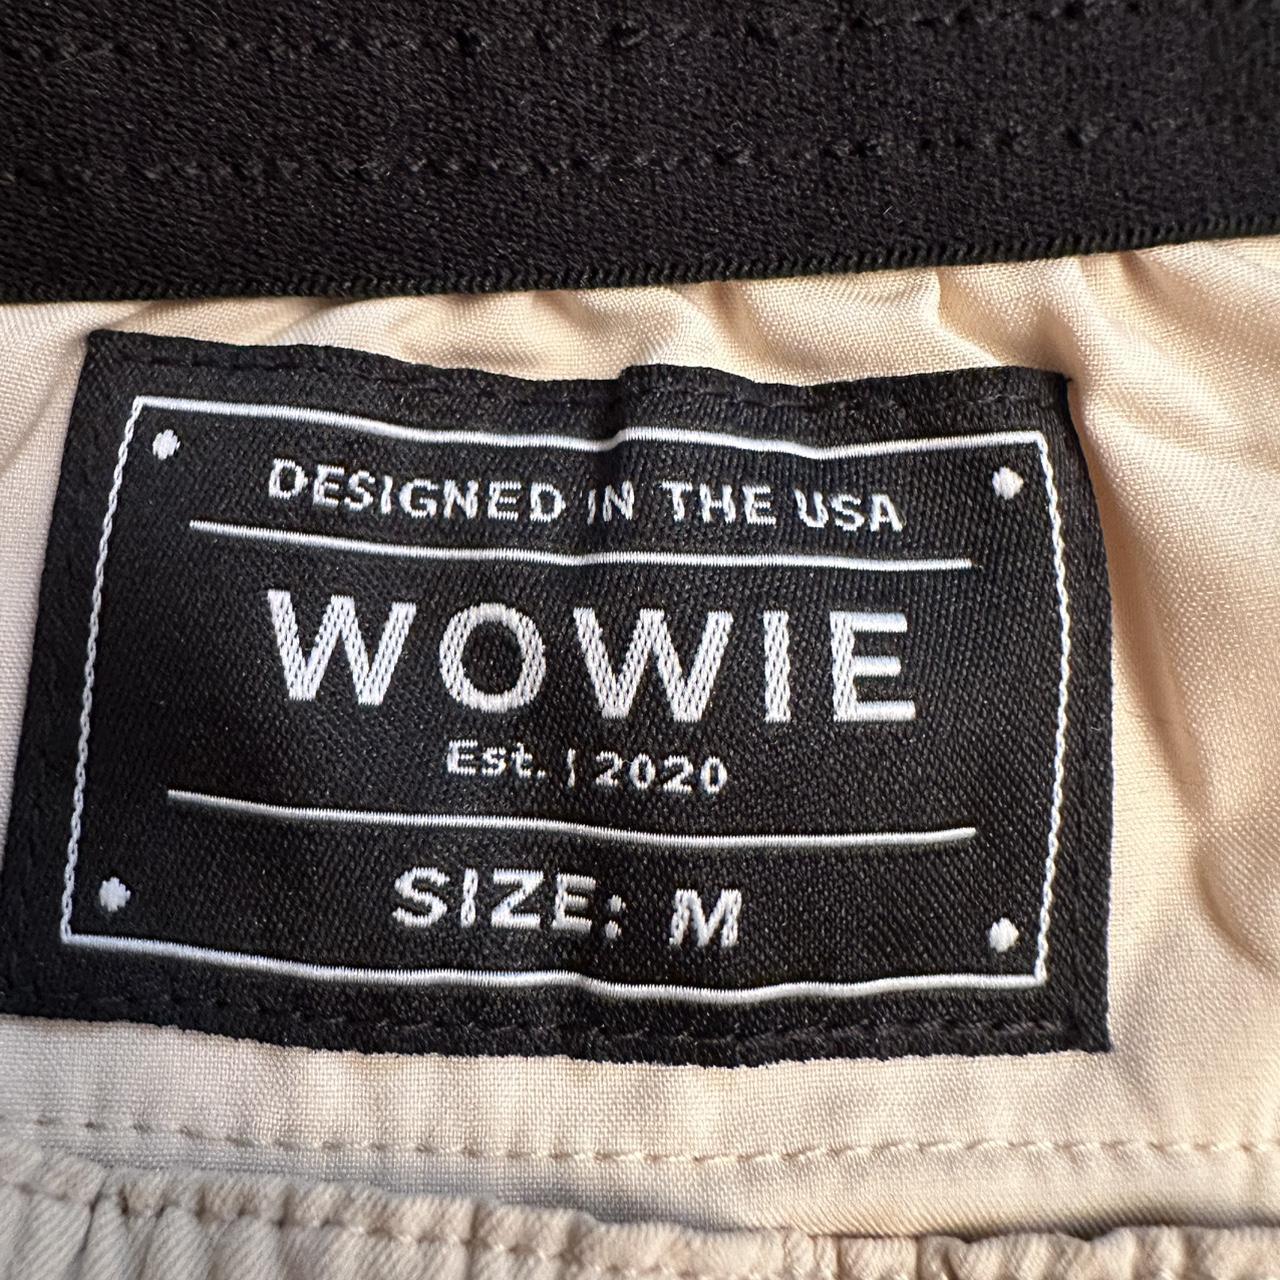 DESIGNED IN THE USA
WOWIE
Est. | 2020
SIZE: M